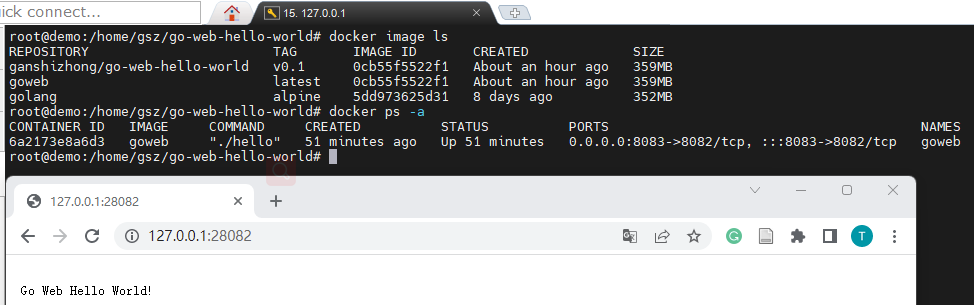 uick connect...
15. 127.0.0.1
root@demo:/home/gsz/go-web-hello-world# docker image ls
REPOSITORY TAG IMAGE ID CREATED SIZE
ganshizhong/go-web-hello-world v0.1 0cb55f5522f1 About an hour ago 359MB
goweb latest 0cb55f5522f1 About an hour ago 359MB
golang alpine 5dd973625d31 8 days ago 352MB
root@demo:/home/gsz/go-web-hello-world# docker ps -a
CONTAINER ID IMAGE COMMAND CREATED STATUS PORTS NAMES
6a2173e8a6d3 goweb "./hello" 51 minutes ago Up 51 minutes 0.0.0.0:8083->8082/tcp, :::8083->8082/tcp goweb
root@demo:/home/gsz/go-web-hello-world#
127.0.0.1:28082
127.0.0.1:28082
T
Go Web Hello World!